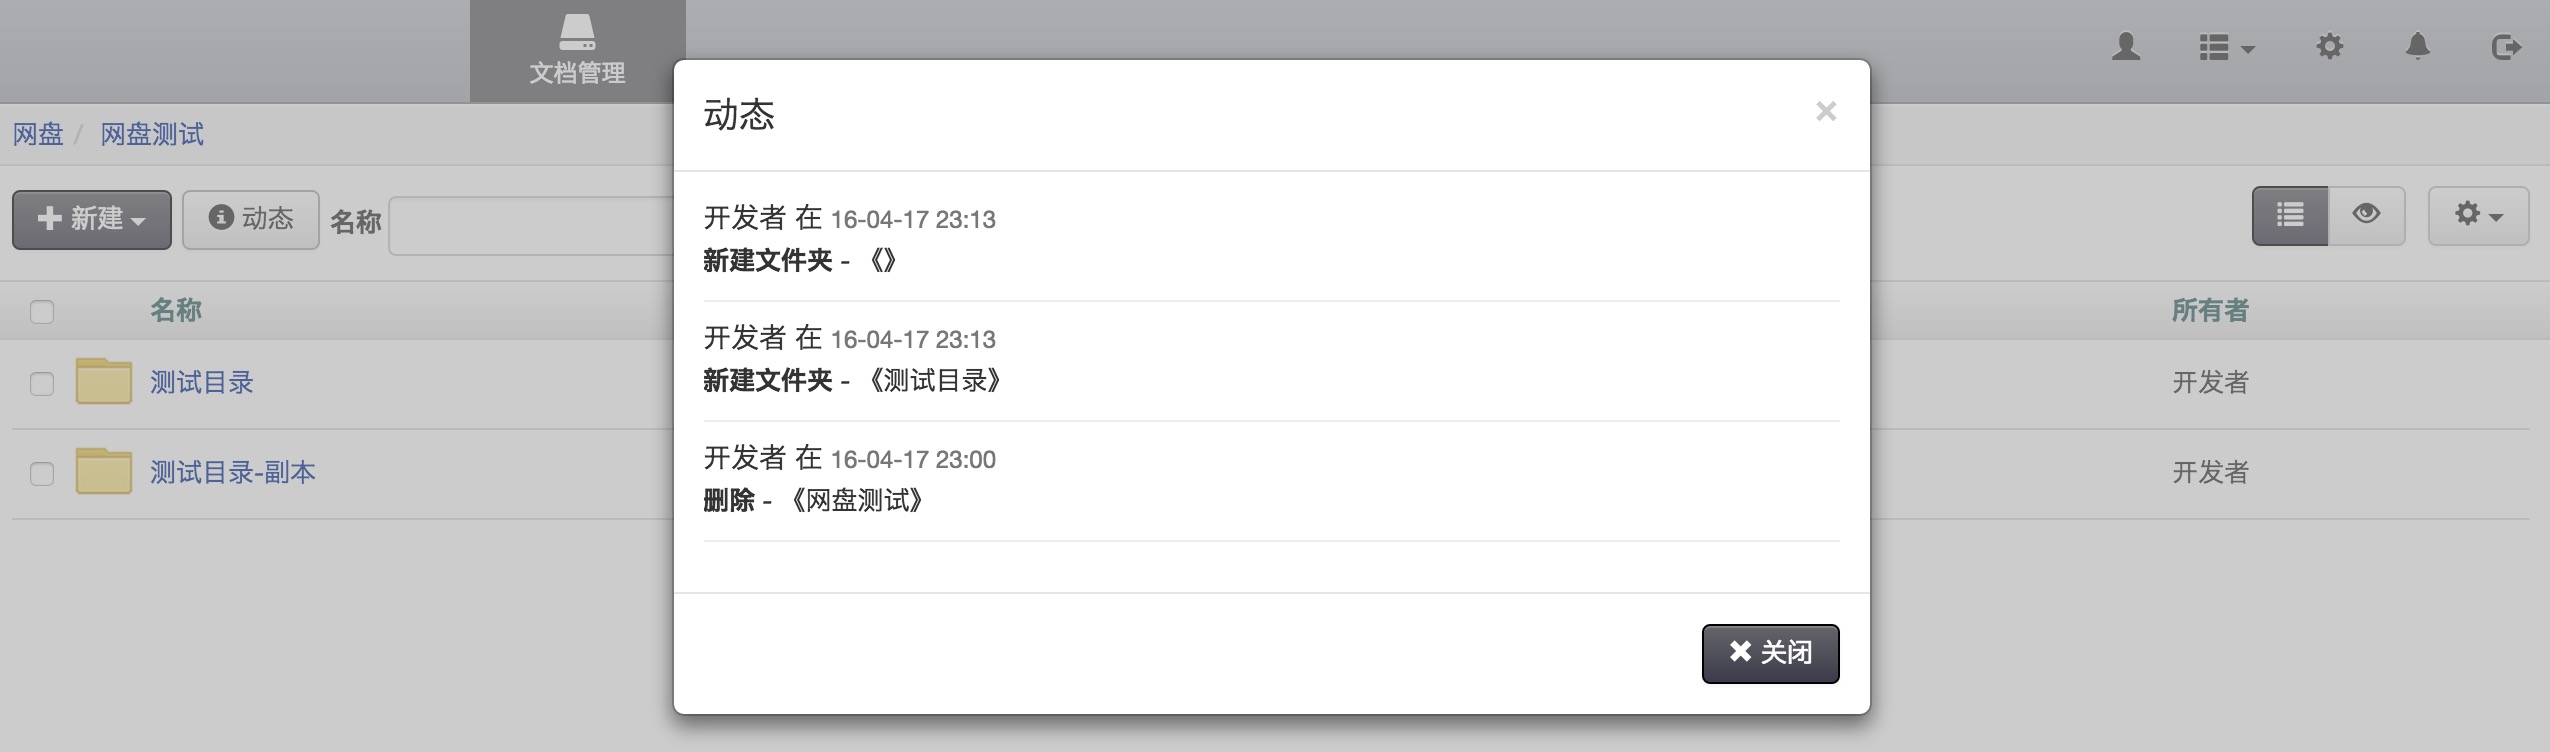 文档管理
网盘 / 网盘测试
新建 动态 名称
名称 所有者
测试目录 开发者
测试目录-副本 开发者
动态 ×
开发者 在 16-04-17 23:13
新建文件夹 - 《》
开发者 在 16-04-17 23:13
新建文件夹 - 《测试目录》
开发者 在 16-04-17 23:00
删除 - 《网盘测试》
关闭